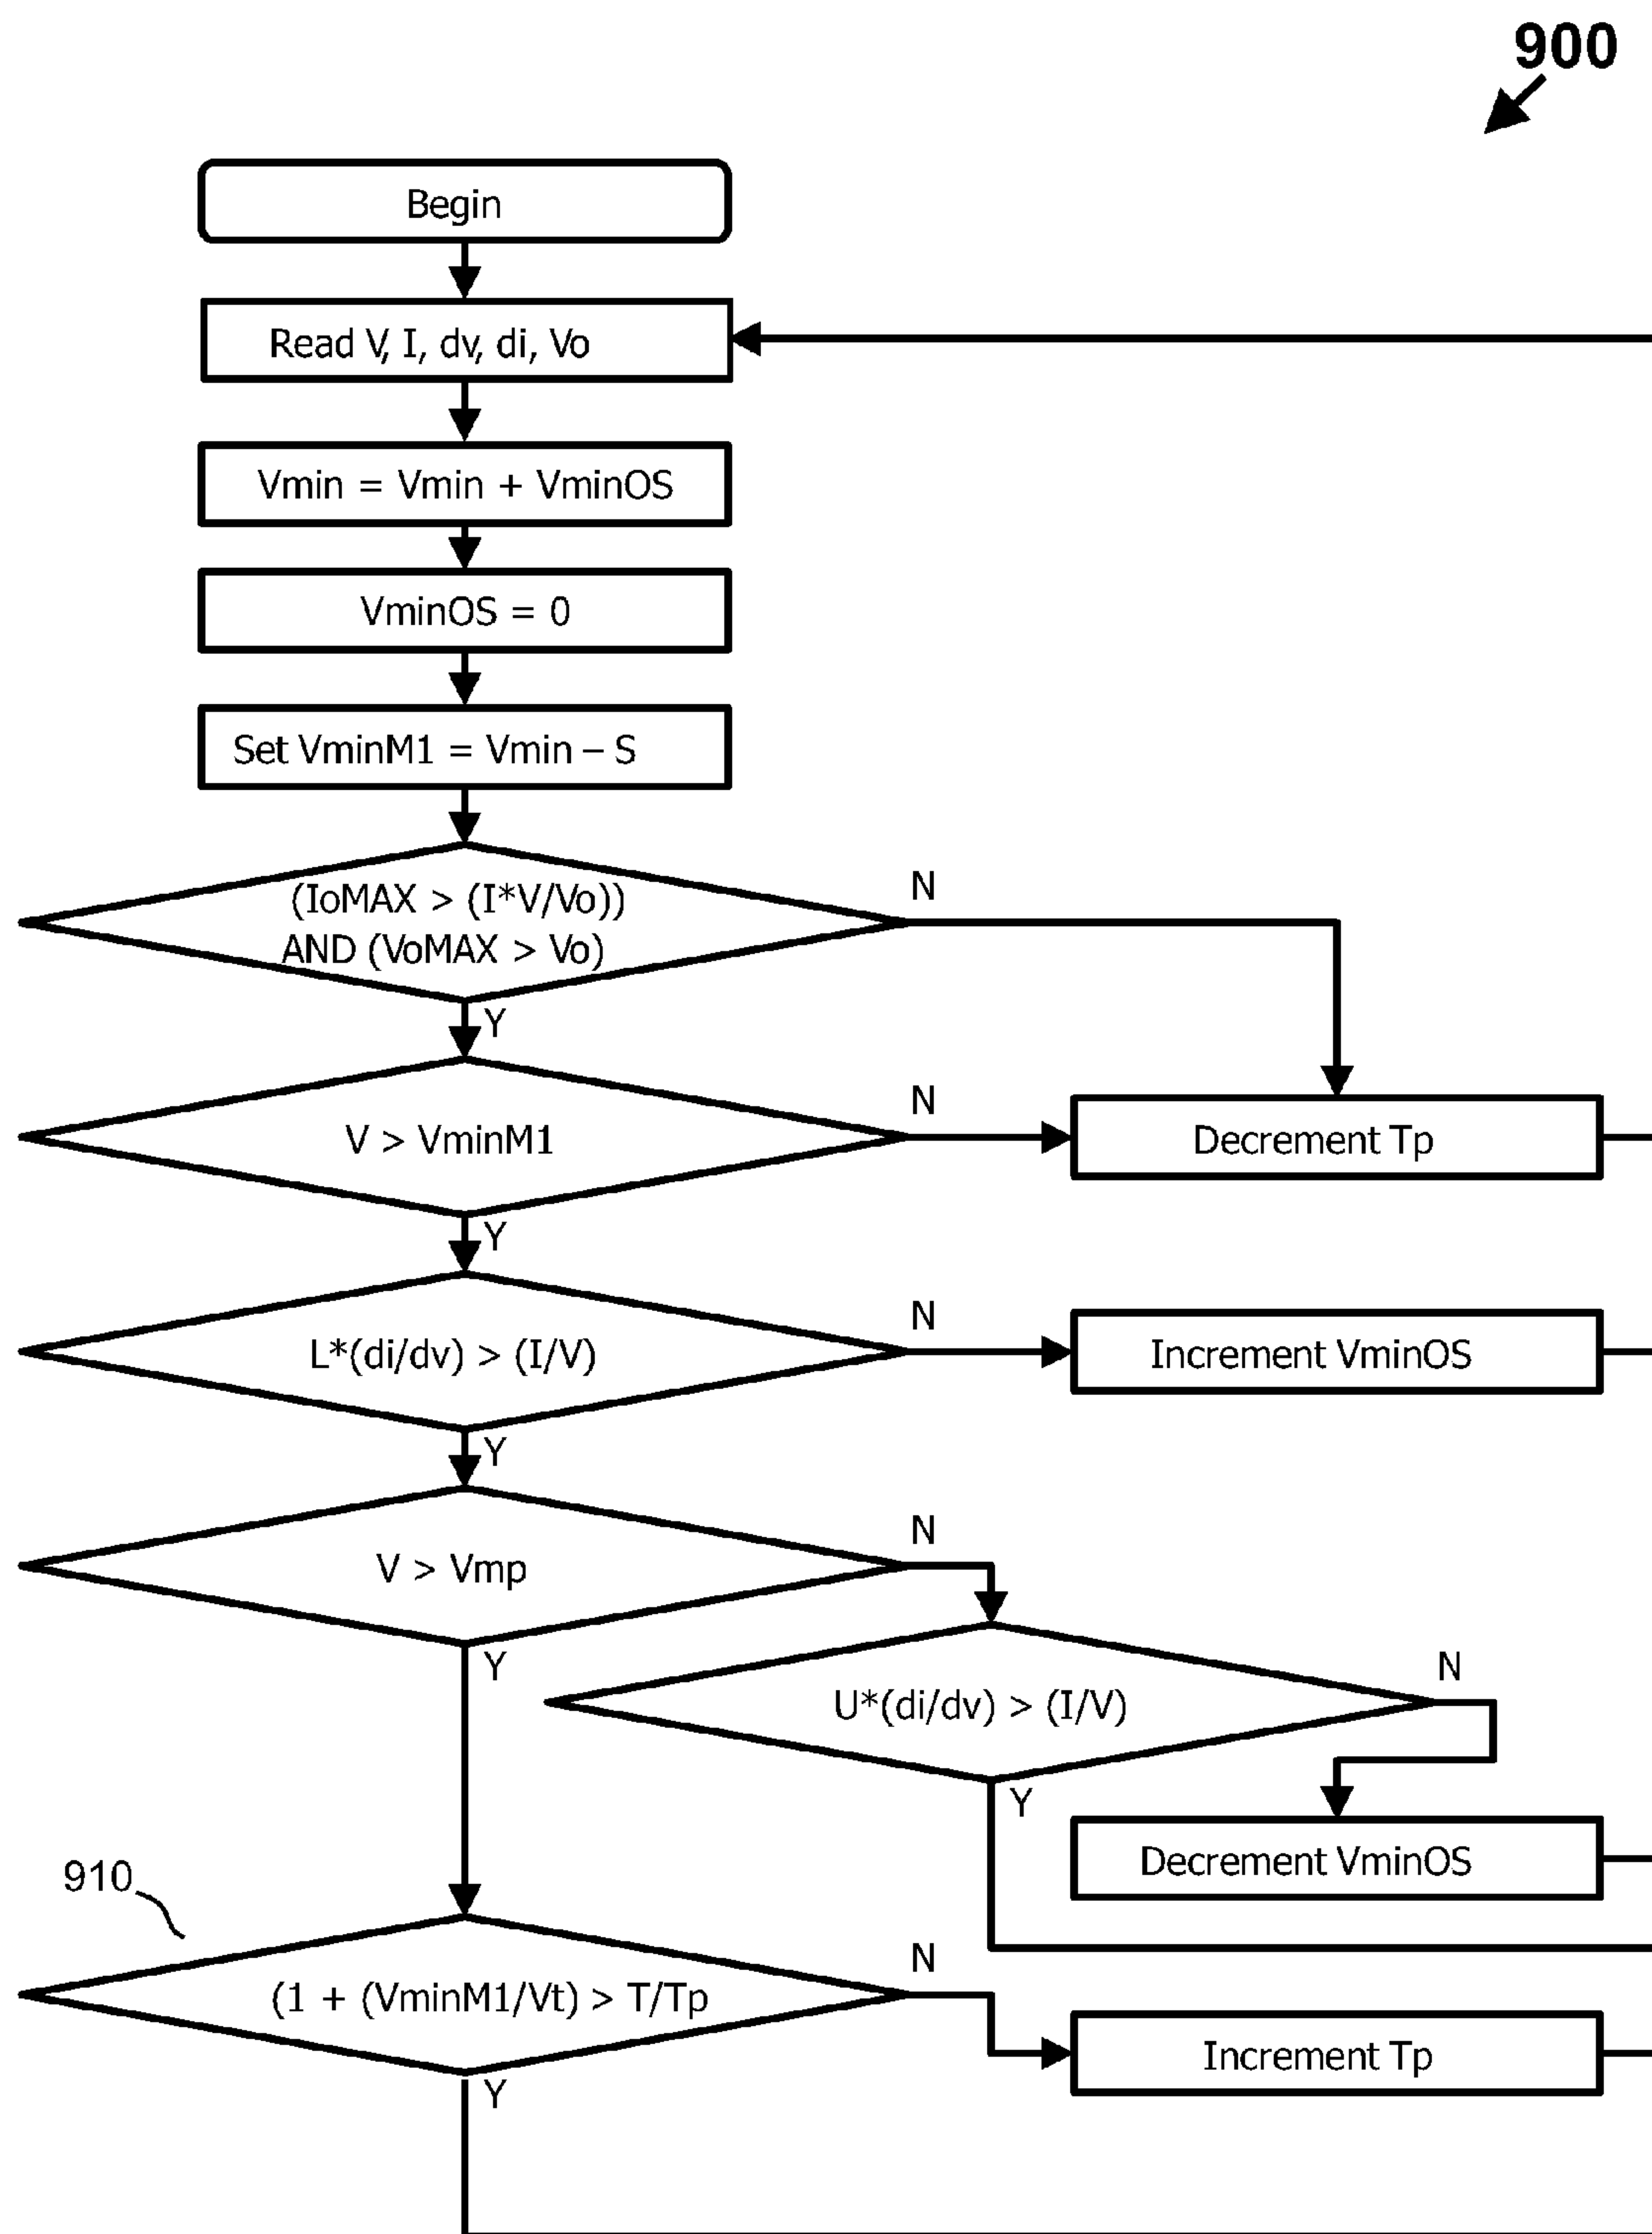 900
Begin
Read V, I, dv, di, Vo
Vmin = Vmin + VminOS
VminOS = 0
Set VminM1 = Vmin – S
(IoMAX > (I*V/Vo))
AND (VoMAX > Vo)
N
Y
V > VminM1
N
Decrement Tp
Y
L*(di/dv) > (I/V)
N
Increment VminOS
Y
V > Vmp
N
Y
U*(di/dv) > (I/V)
N
Y
Decrement VminOS
910
(1 + (VminM1/Vt) > T/Tp
N
Increment Tp
Y